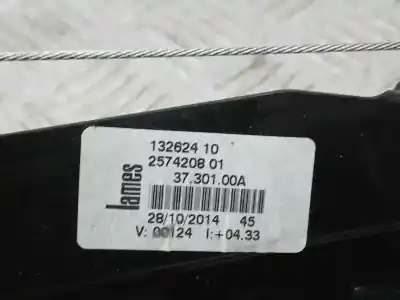 132624 10
2574208 01
37.301.00A
lames
28/10/2014 45
V: 00124 I:+04.33